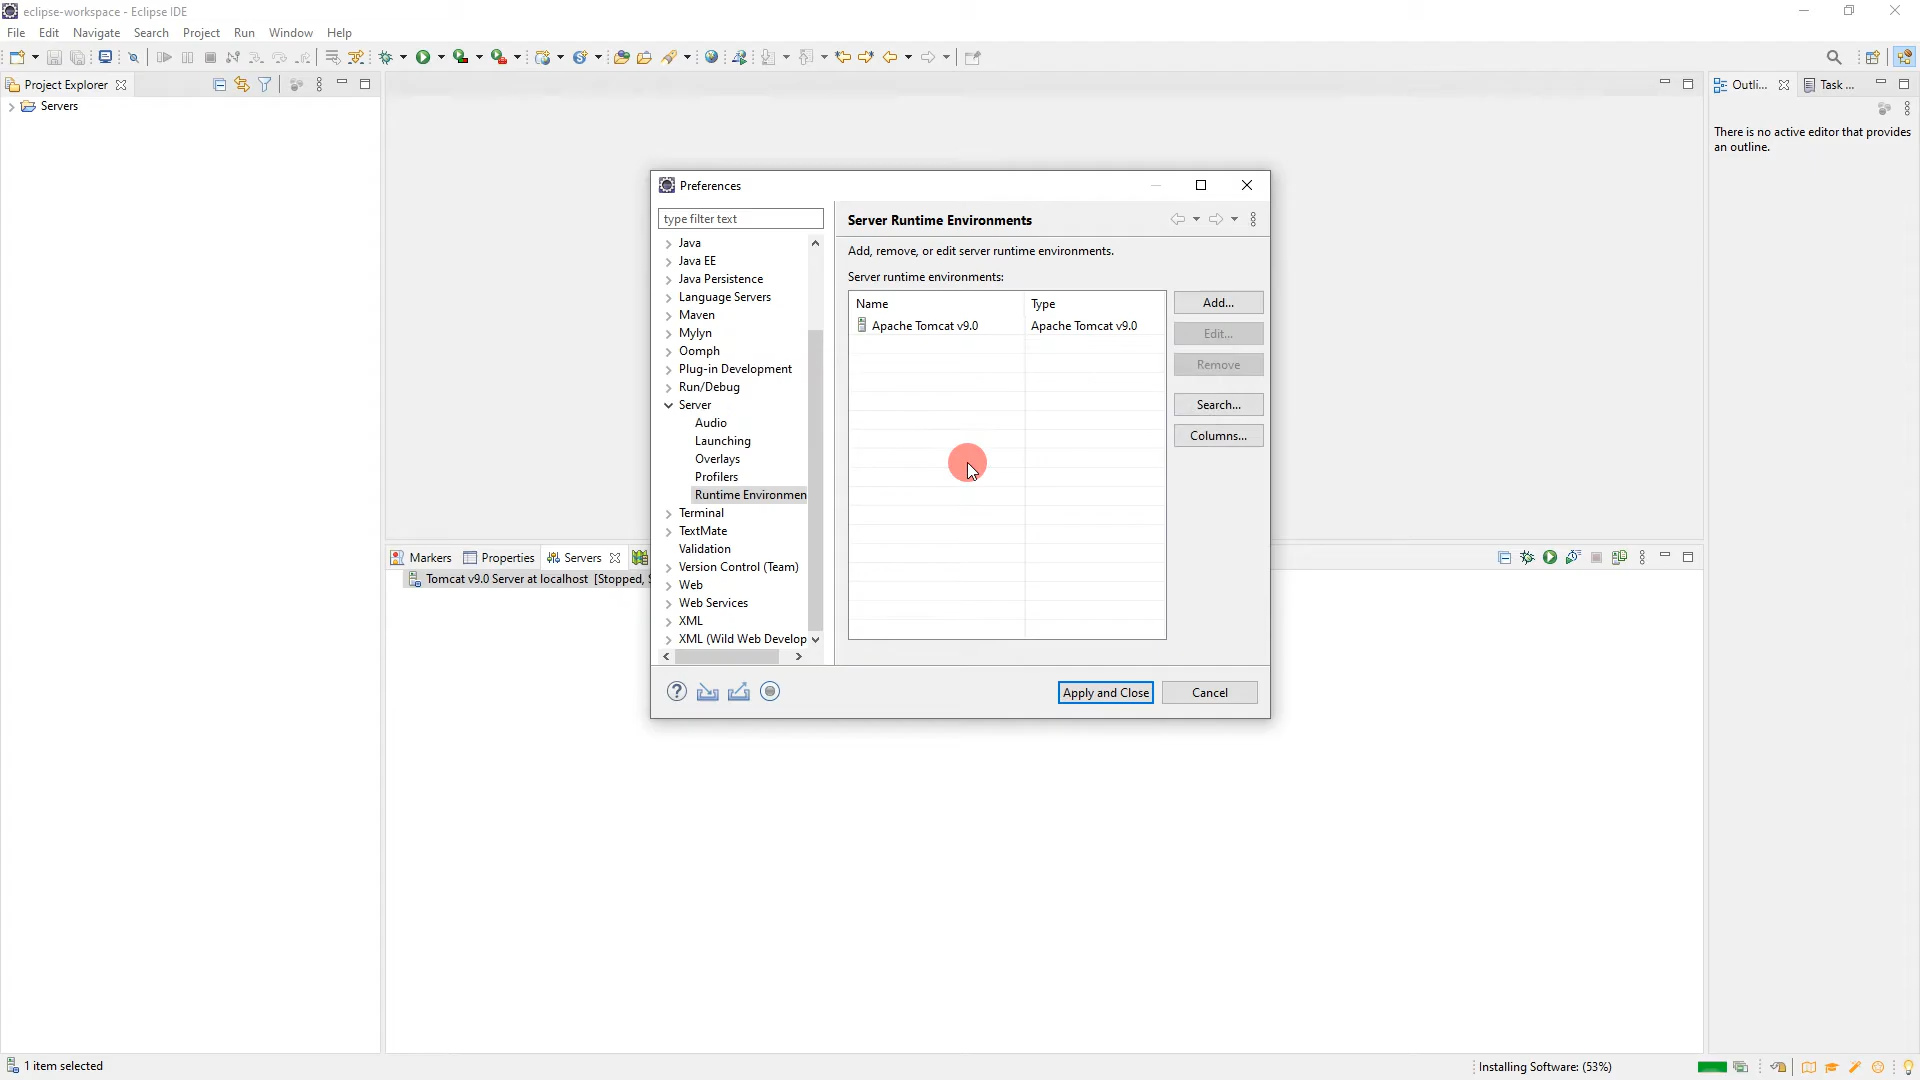 eclipse-workspace - Eclipse IDE
File Edit Navigate Search Project Run Window Help
Project Explorer
Servers
Outli...
Task ...
There is no active editor that provides
an outline.
Preferences
type filter text
Java
Java EE
Java Persistence
Language Servers
Maven
Mylyn
Oomph
Plug-in Development
Run/Debug
Server
Audio
Launching
Overlays
Profilers
Runtime Environmen
Terminal
TextMate
Validation
Version Control (Team)
Web
Web Services
XML
XML (Wild Web Develop
Server Runtime Environments
Add, remove, or edit server runtime environments.
Server runtime environments:
Name Type
Apache Tomcat v9.0 Apache Tomcat v9.0
Add...
Edit...
Remove
Search...
Columns...
Apply and Close
Cancel
Markers Properties Servers
Tomcat v9.0 Server at localhost [Stopped, S
1 item selected
Installing Software: (53%)